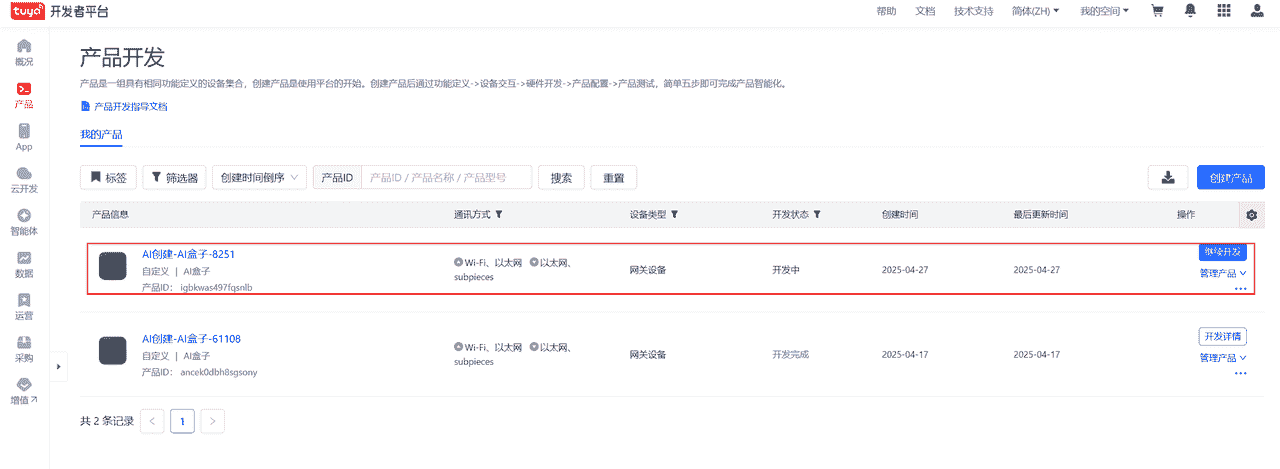 tuya 开发者平台
帮助 文档 技术支持 简体(ZH) 我的空间
概况
产品
App
云开发
智能体
数据
运营
采购
增值
产品开发
产品是一组具有相同功能定义的设备集合，创建产品是使用平台的开始。创建产品后通过功能定义->设备交互->硬件开发->产品配置->产品测试，简单五步即可完成产品智能化。
产品开发指导文档
我的产品
标签 筛选器 创建时间倒序 产品ID 产品ID / 产品名称 / 产品型号 搜索 重置 创建产品
产品信息 通讯方式 设备类型 开发状态 创建时间 最后更新时间 操作
AI创建-AI盒子-8251
自定义 | AI盒子
产品ID： igbkwas497fqsnlb
Wi-Fi、以太网 以太网、
subpieces
网关设备
开发中
2025-04-27
2025-04-27
继续开发
管理产品
AI创建-AI盒子-61108
自定义 | AI盒子
产品ID： ancek0dbh8sgsony
Wi-Fi、以太网 以太网、
subpieces
网关设备
开发完成
2025-04-17
2025-04-17
开发详情
管理产品
共 2 条记录 < 1 >